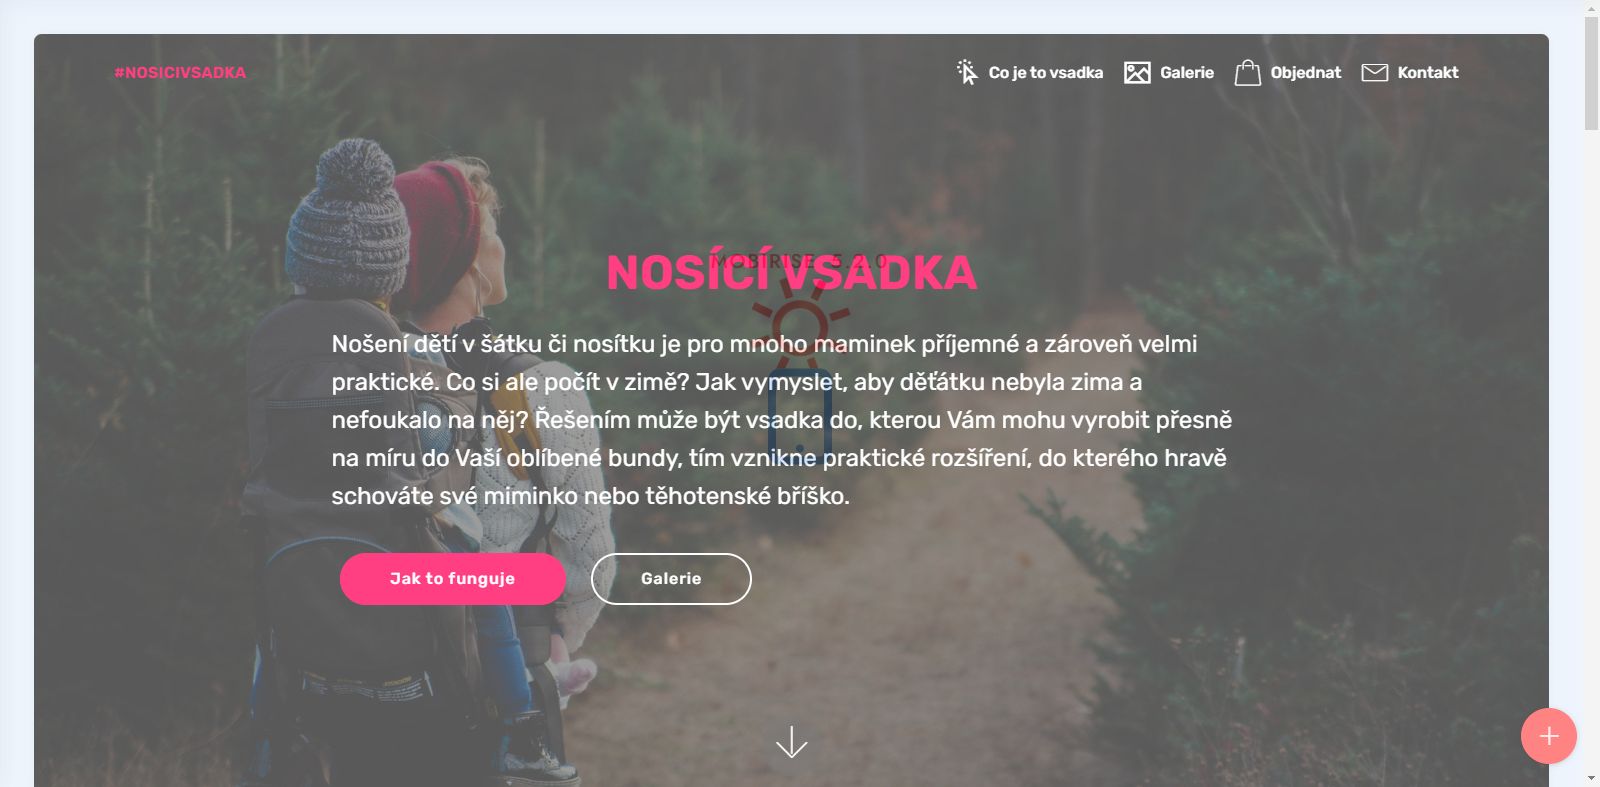 #NOSICIVSADKA
Co je to vsadka
Galerie
Objednat
Kontakt
MOBIRISE 5.2.0
NOSÍCÍ VSADKA
Nošení dětí v šátku či nosítku je pro mnoho maminek příjemné a zároveň velmi
praktické. Co si ale počít v zimě? Jak vymyslet, aby děťátku nebyla zima a
nefoukalo na něj? Řešením může být vsadka do, kterou Vám mohu vyrobit přesně
na míru do Vaší oblíbené bundy, tím vznikne praktické rozšíření, do kterého hravě
schováte své miminko nebo těhotenské bříško.
Jak to funguje
Galerie